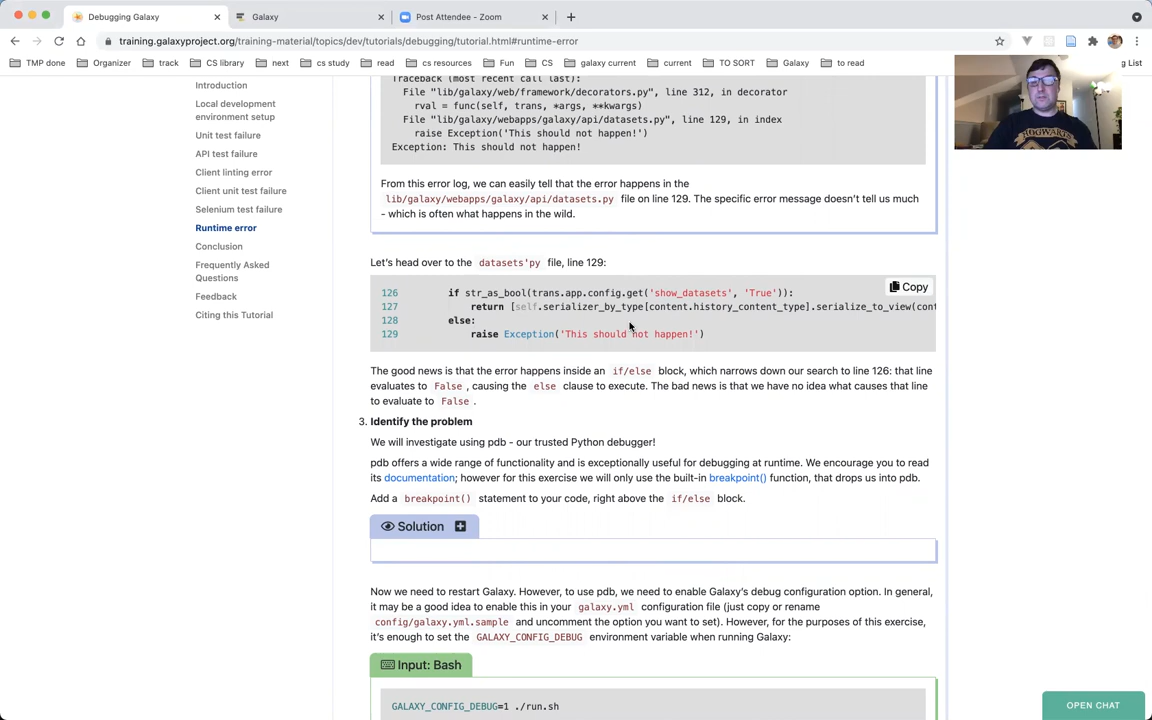 Debugging Galaxy
Galaxy
Post Attendee - Zoom
training.galaxyproject.org/training-material/topics/dev/tutorials/debugging/tutorial.html#runtime-error
TMP done
Organizer
track
CS library
next
cs study
read
cs resources
Fun
CS
galaxy current
current
TO SORT
Galaxy
to read
g List
Introduction
Local development
environment setup
Unit test failure
API test failure
Client linting error
Client unit test failure
Selenium test failure
Runtime error
Conclusion
Frequently Asked
Questions
Feedback
Citing this Tutorial
Traceback (most recent call last):
File "lib/galaxy/web/framework/decorators.py", line 312, in decorator
rval = func(self, trans, *args, **kwargs)
File "lib/galaxy/webapps/galaxy/api/datasets.py", line 129, in index
raise Exception('This should not happen!')
Exception: This should not happen!
From this error log, we can easily tell that the error happens in the
lib/galaxy/webapps/galaxy/api/datasets.py file on line 129. The specific error message doesn't tell us much
- which is often what happens in the wild.
Let's head over to the datasets'py file, line 129:
Copy
126 if str_as_bool(trans.app.config.get('show_datasets', 'True')):
127 return [self.serializer_by_type[content.history_content_type].serialize_to_view(cont
128 else:
129 raise Exception('This should not happen!')
The good news is that the error happens inside an if/else block, which narrows down our search to line 126: that line
evaluates to False , causing the else clause to execute. The bad news is that we have no idea what causes that line
to evaluate to False .
3. Identify the problem
We will investigate using pdb - our trusted Python debugger!
pdb offers a wide range of functionality and is exceptionally useful for debugging at runtime. We encourage you to read
its documentation; however for this exercise we will only use the built-in breakpoint() function, that drops us into pdb.
Add a breakpoint() statement to your code, right above the if/else block.
Solution
Now we need to restart Galaxy. However, to use pdb, we need to enable Galaxy's debug configuration option. In general,
it may be a good idea to enable this in your galaxy.yml configuration file (just copy or rename
config/galaxy.yml.sample and uncomment the option you want to set). However, for the purposes of this exercise,
it's enough to set the GALAXY_CONFIG_DEBUG environment variable when running Galaxy:
Input: Bash
GALAXY_CONFIG_DEBUG=1 ./run.sh
HOGWARTS
OPEN CHAT